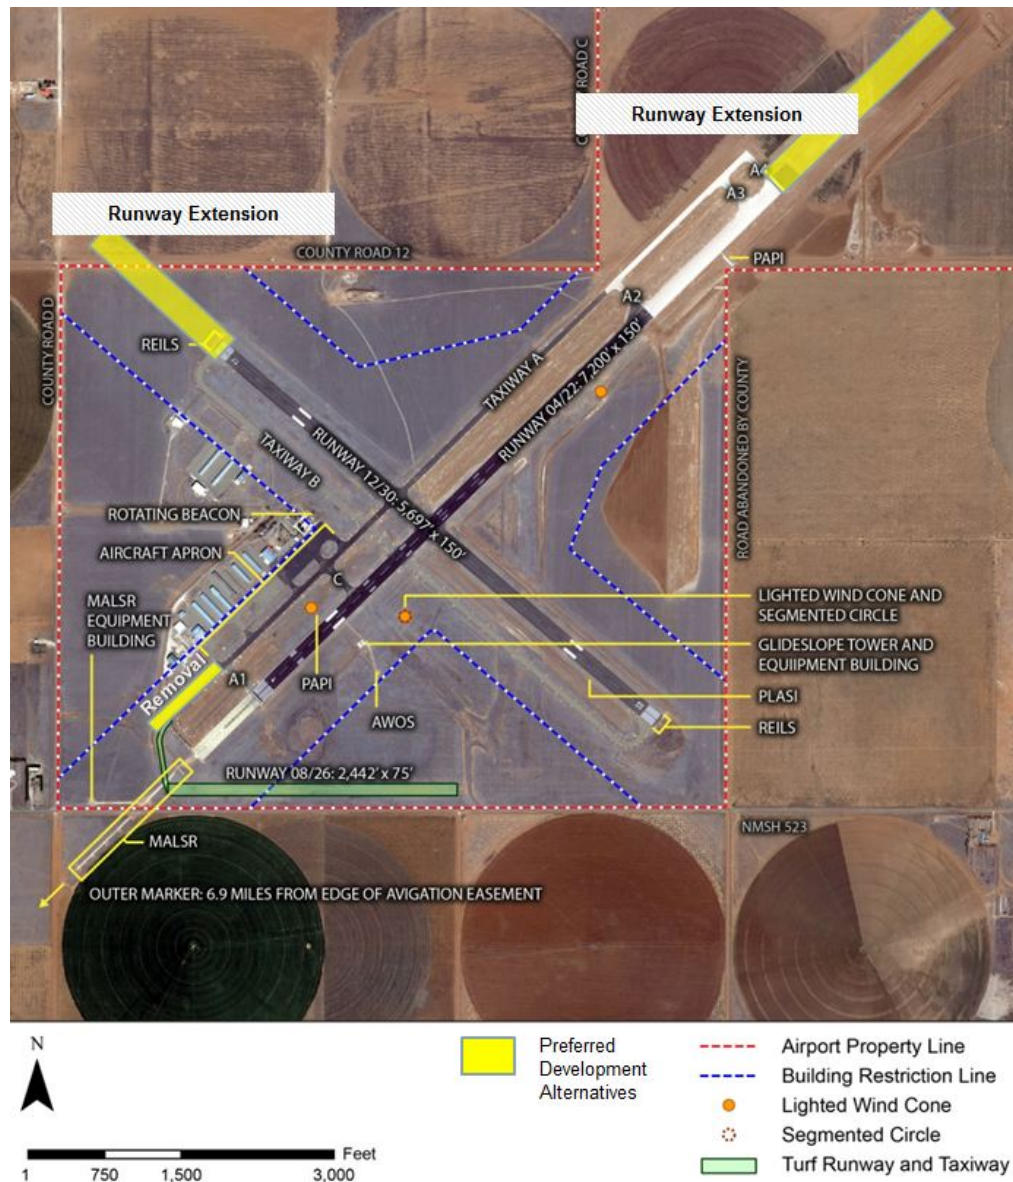 Runway Extension
COUNTY ROAD C
A4
A3
Runway Extension
COUNTY ROAD 12
PAPI
A2
COUNTY ROAD D
REILS
TAXIWAY A
RUNWAY 04/22: 7,200' x 150'
TAXIWAY B
RUNWAY 12/30: 5,697' x 150'
ROAD ABANDONED BY COUNTY
ROTATING BEACON
AIRCRAFT APRON
C
MALSR
EQUIPMENT
BUILDING
LIGHTED WIND CONE AND
SEGMENTED CIRCLE
GLIDESLOPE TOWER AND
EQUIIPMENT BUILDING
Removal
A1
PAPI
PLASI
AWOS
REILS
RUNWAY 08/26: 2,442' x 75'
NMSH 523
MALSR
OUTER MARKER: 6.9 MILES FROM EDGE OF AVIGATION EASEMENT
N
Preferred
Development
Alternatives
Airport Property Line
Building Restriction Line
Lighted Wind Cone
Segmented Circle
Turf Runway and Taxiway
Feet
1 750 1,500 3,000